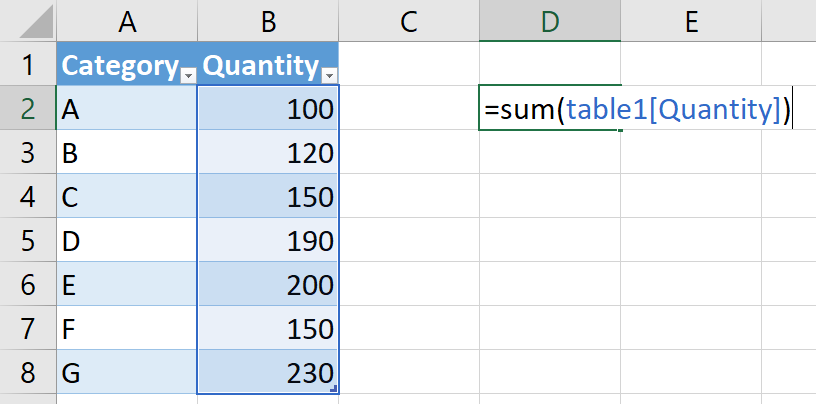 A B C D E
1 Category Quantity
2 A 100 =sum(table1[Quantity])
3 B 120
4 C 150
5 D 190
6 E 200
7 F 150
8 G 230